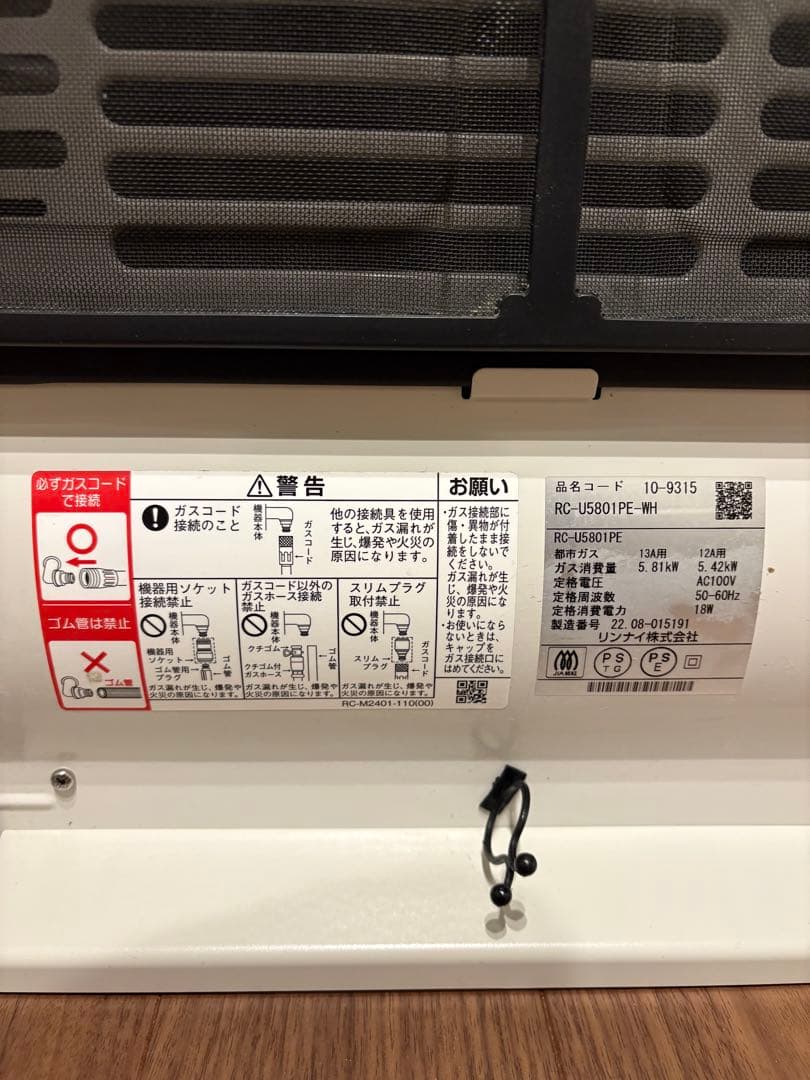 必ずガスコード
で接続
ゴム管は禁止
ゴム管
警告
ガスコード
接続のこと
機器本体
ガスコード
他の接続具を使用
すると、ガス漏れが
生じ、爆発や火災の
原因になります。
機器用ソケット
接続禁止
機器本体
機器用
ソケット
ゴム管用
プラグ
ゴム管
ガス漏れが生じ、爆発や
火災の原因になります。
ガスコード以外の
ガスホース接続
禁止
機器本体
クチゴム
クチゴム付
ガスホース
ゴム管
ガス漏れが生じ、爆発や
火災の原因になります。
スリムプラグ
取付禁止
機器本体
スリム
プラグ
ガスコード
ガス漏れが生じ、爆発や
火災の原因になります。
RC-M2401-110(00)
お願い
・ガス接続部に
傷・異物が付
着したまま接
続をしないで
ください。
ガス漏れが生
じ、爆発や火
災の原因にな
ります。
・お使いになら
ないときは、
キャップを
ガス接続口に
はめてください。
品名コード 10-9315
RC-U5801PE-WH
RC-U5801PE
都市ガス 13A用 12A用
ガス消費量 5.81kW 5.42kW
定格電圧 AC100V
定格周波数 50-60Hz
定格消費電力 18W
製造番号 22.08-015191
リンナイ株式会社
JIA
PS
TG
PS
E